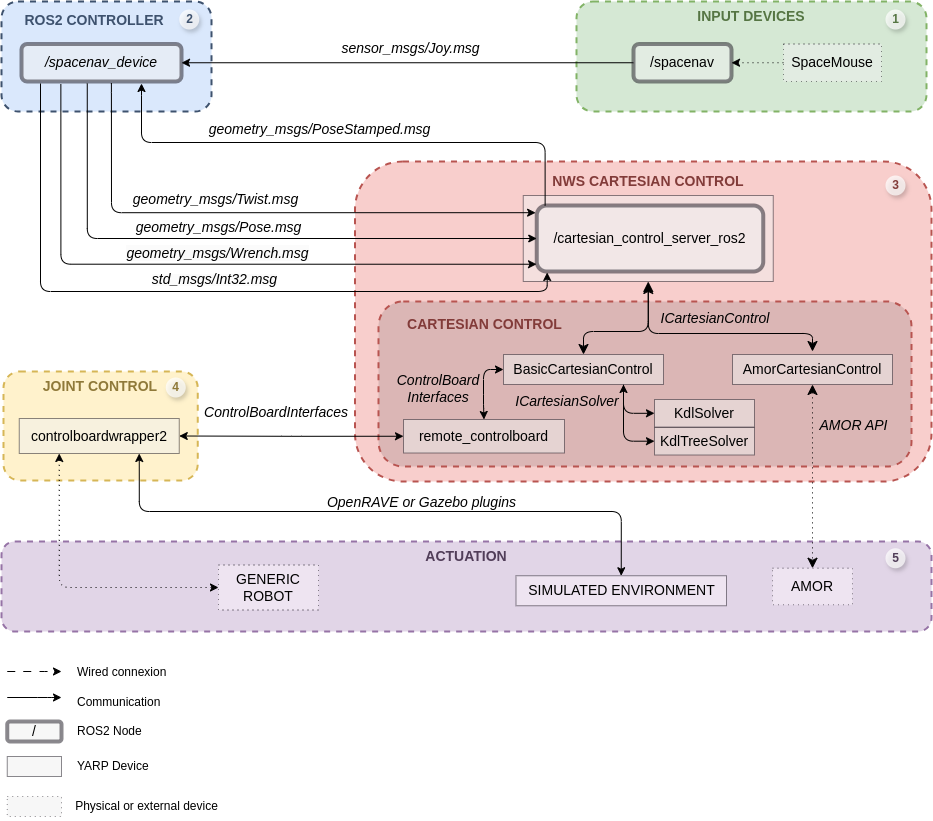 ROS2 CONTROLLER
2
/spacenav_device
sensor_msgs/Joy.msg
INPUT DEVICES
1
/spacenav
SpaceMouse
geometry_msgs/PoseStamped.msg
geometry_msgs/Twist.msg
geometry_msgs/Pose.msg
geometry_msgs/Wrench.msg
std_msgs/Int32.msg
NWS CARTESIAN CONTROL
3
/cartesian_control_server_ros2
CARTESIAN CONTROL
ICartesianControl
BasicCartesianControl
AmorCartesianControl
ControlBoard
Interfaces
ICartesianSolver
KdlSolver
KdlTreeSolver
remote_controlboard
AMOR API
JOINT CONTROL
4
controlboardwrapper2
ControlBoardInterfaces
OpenRAVE or Gazebo plugins
ACTUATION
5
GENERIC
ROBOT
SIMULATED ENVIRONMENT
AMOR
Wired connexion
Communication
/
ROS2 Node
YARP Device
Physical or external device